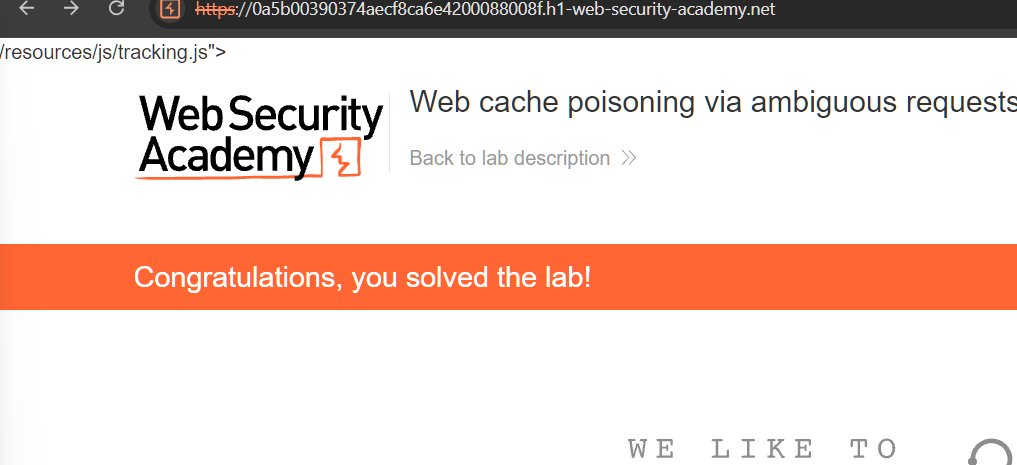 https://0a5b00390374aecf8ca6e4200088008f.h1-web-security-academy.net
/resources/js/tracking.js">
Web Security
Academy
Web cache poisoning via ambiguous requests
Back to lab description
Congratulations, you solved the lab!
WE LIKE TO